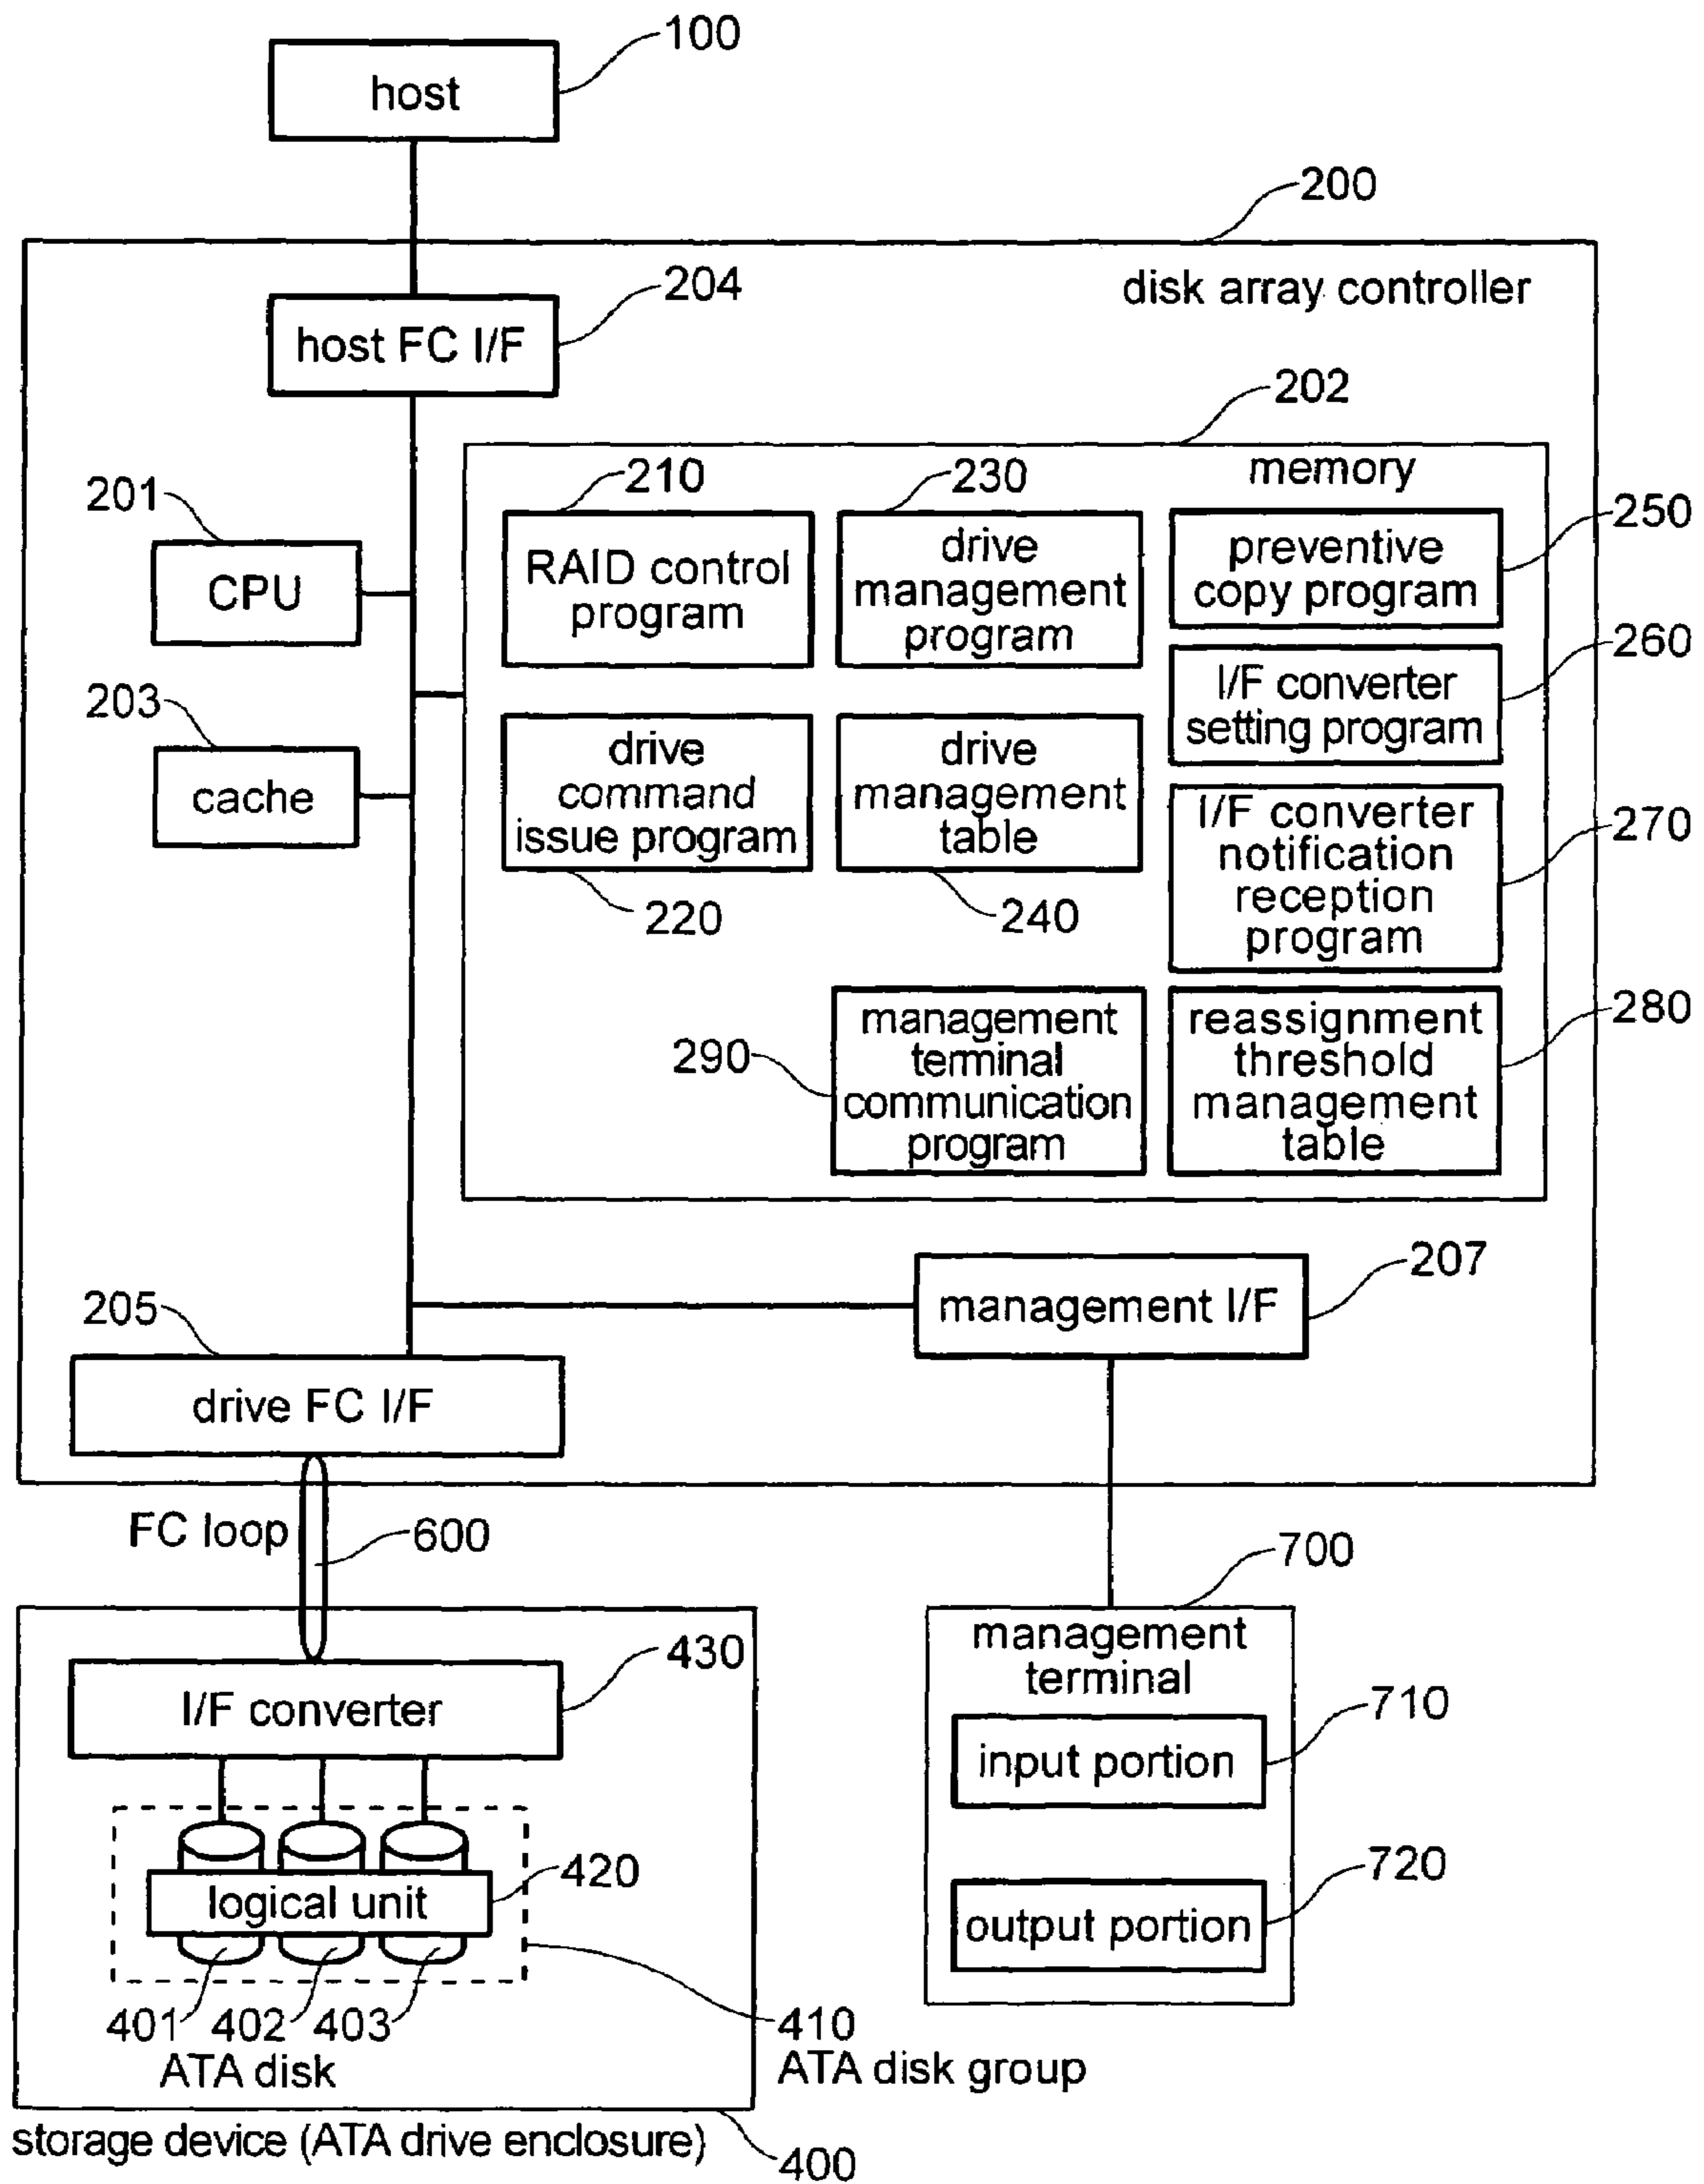 100
host
200
disk array controller
204
host FC I/F
202
memory
201
CPU
203
cache
210
RAID control
program
230
drive
management
program
250
preventive
copy program
260
I/F converter
setting program
drive
command
issue program
220
drive
management
table
240
270
I/F converter
notification
reception
program
290
management
terminal
communication
program
280
reassignment
threshold
management
table
207
management I/F
205
drive FC I/F
FC loop
600
430
I/F converter
420
logical unit
401 402 403
ATA disk
410
ATA disk group
storage device (ATA drive enclosure)
400
700
management
terminal
710
input portion
720
output portion